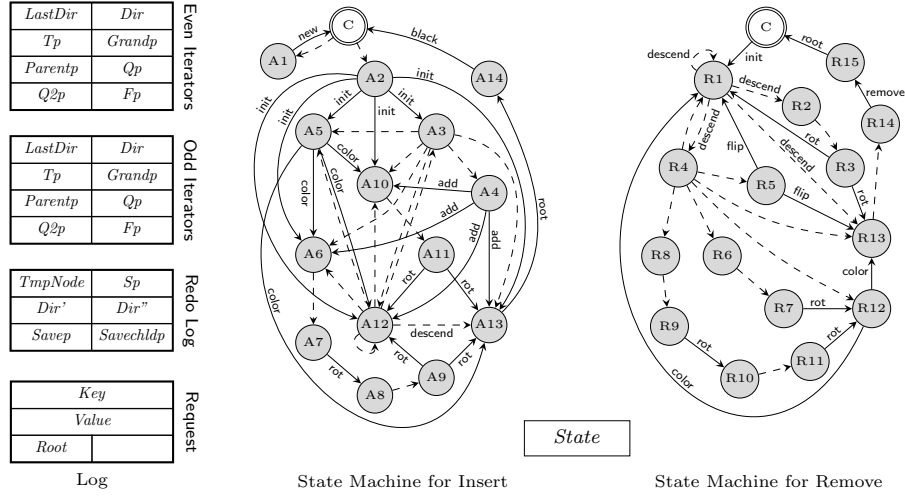 LastDir Dir
Tp Grandp
Parentp Qp
Q2p Fp
Even Iterators
LastDir Dir
Tp Grandp
Parentp Qp
Q2p Fp
Odd Iterators
TmpNode Sp
Dir' Dir"
Savep Savechldp
Redo Log
Key
Value
Root
Request
Log
C
new
black
A1
A2
A14
init
init
init
init
init
init
A5
A3
color
A10
add
A4
color
color
add
add
add
root
A6
A11
rot
rot
color
A12
descend
A13
A7
rot
rot
rot
A8
A9
State Machine for Insert
State
C
root
init
R15
descend
R1
descend
remove
R2
R14
descend
flip
descend
rot
R4
R5
R3
flip
rot
R13
R8
R6
color
R7
rot
R12
R9
rot
rot
R11
color
R10
State Machine for Remove